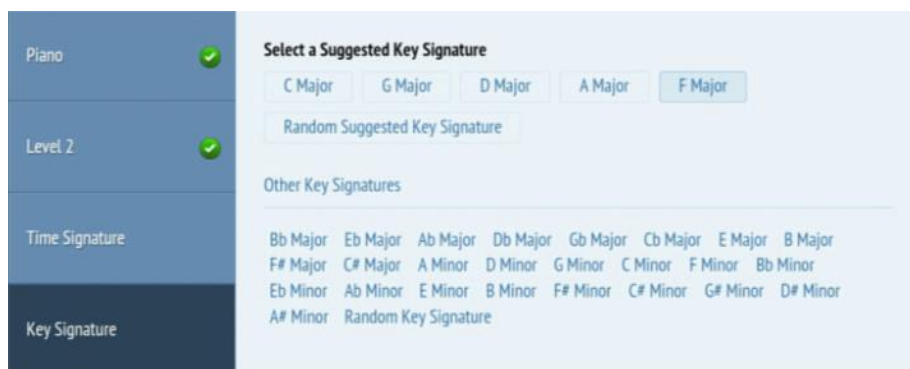 Piano
Level 2
Time Signature
Key Signature
Select a Suggested Key Signature
C Major G Major D Major A Major F Major
Random Suggested Key Signature
Other Key Signatures
Bb Major Eb Major Ab Major Db Major Gb Major Cb Major E Major B Major
F# Major C# Major A Minor D Minor G Minor C Minor F Minor Bb Minor
Eb Minor Ab Minor E Minor B Minor F# Minor C# Minor G# Minor D# Minor
A# Minor Random Key Signature